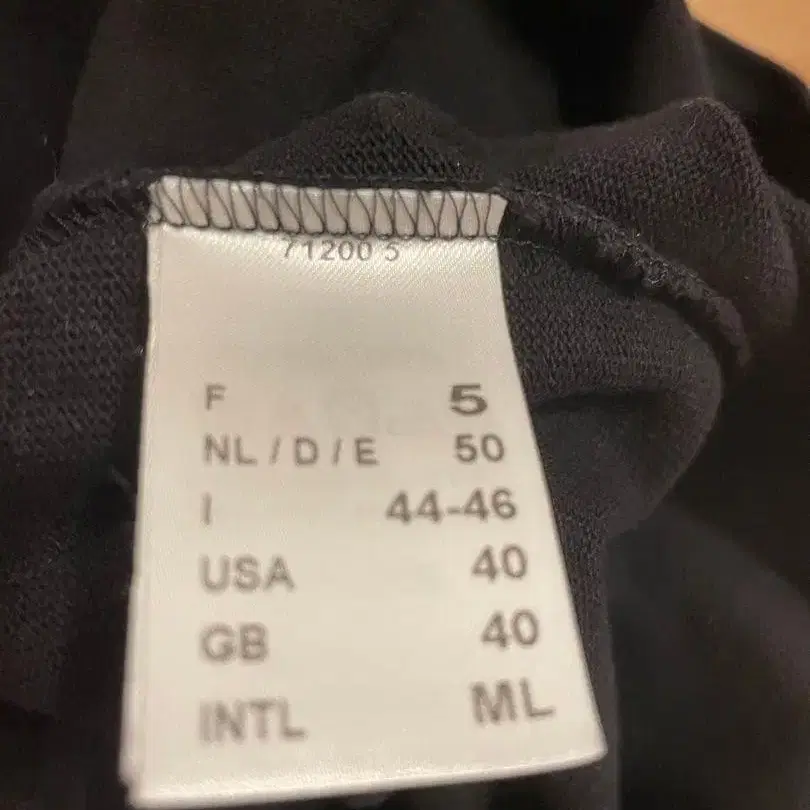 71200 5
F 5
NL / D / E 50
I 44-46
USA 40
GB 40
INTL ML